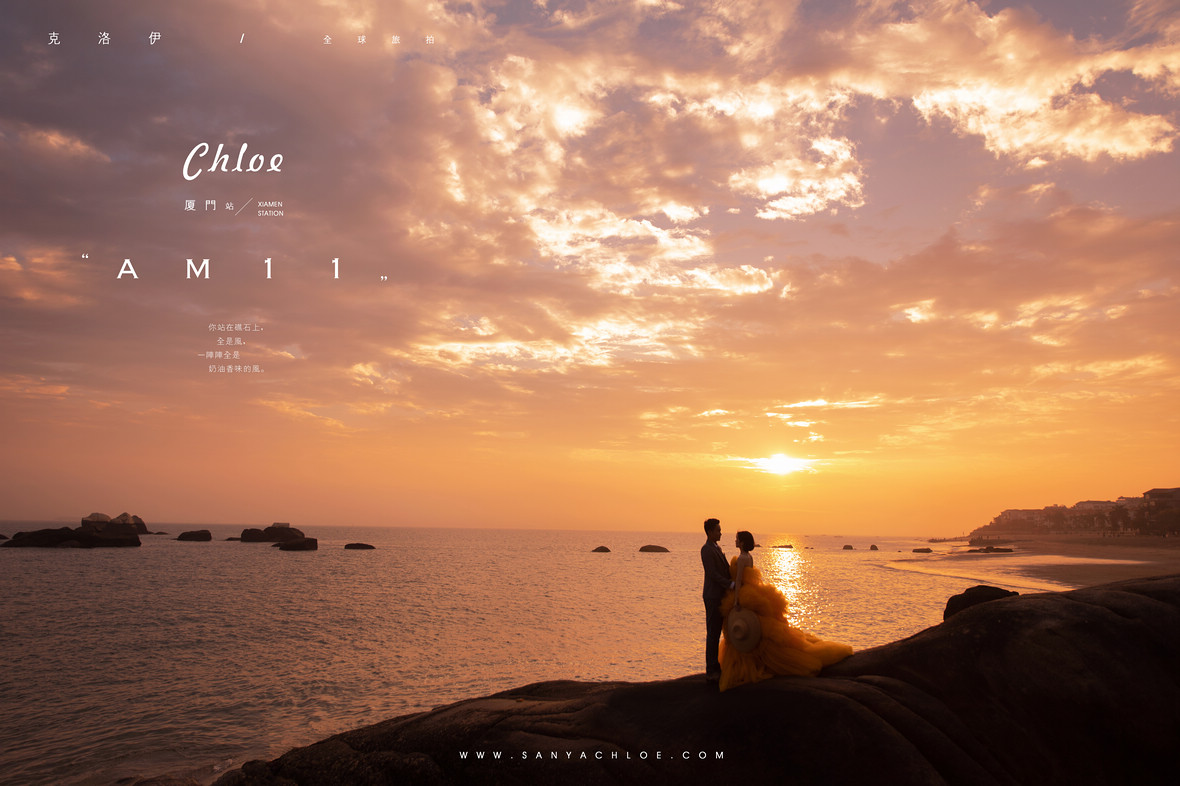 克洛伊 / 全球旅拍
Chloe
厦門站 / XIAMEN STATION
“AM11„
你站在礁石上，
全是風，
一陣陣全是
奶油香味的風。
WWW.SANYACHLOE.COM